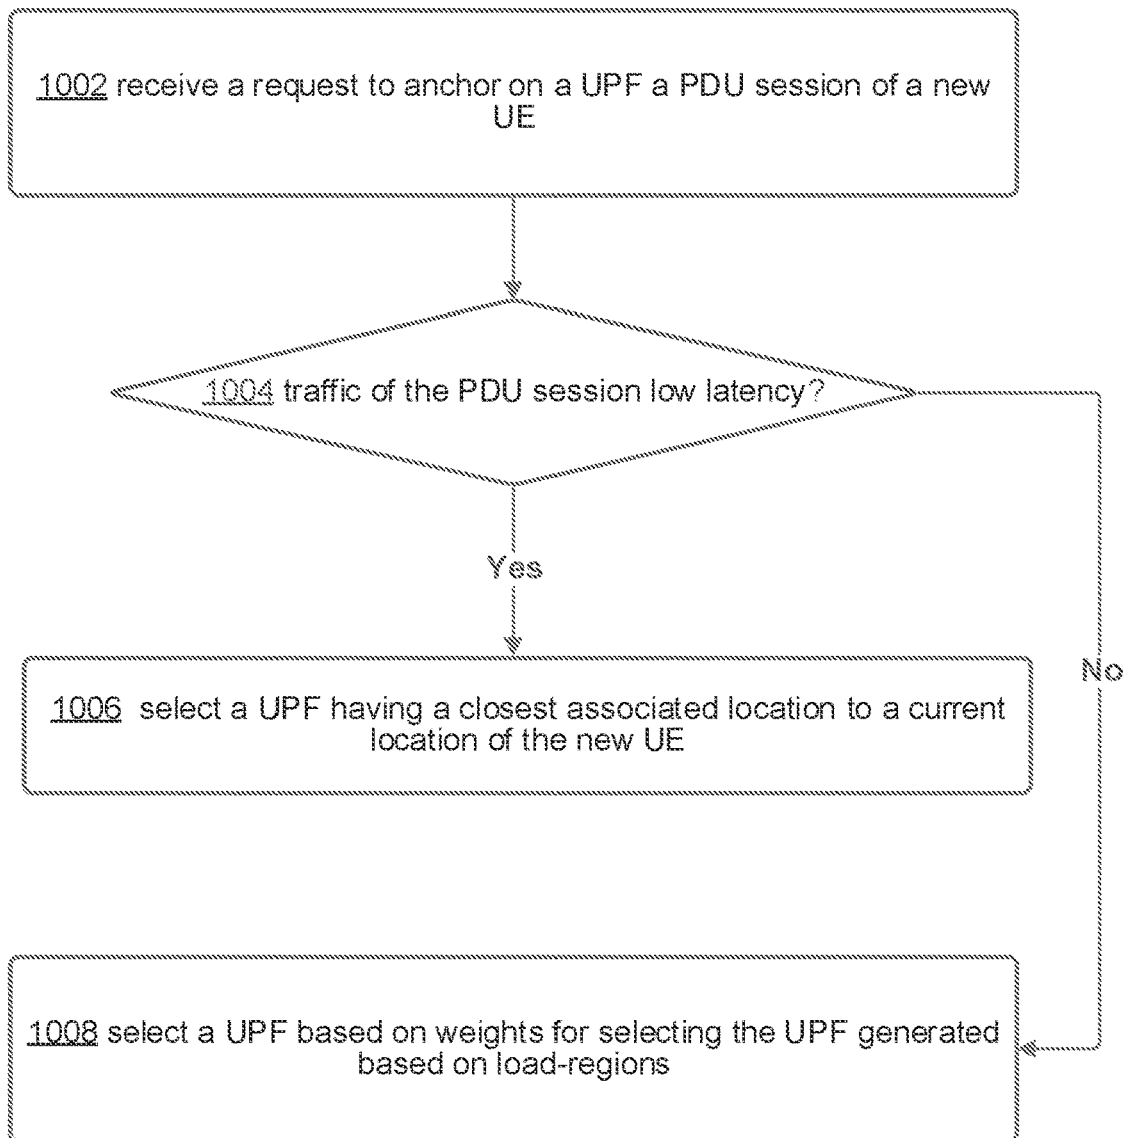 1002 receive a request to anchor on a UPF a PDU session of a new
UE
1004 traffic of the PDU session low latency?
Yes
No
1006 select a UPF having a closest associated location to a current
location of the new UE
1008 select a UPF based on weights for selecting the UPF generated
based on load-regions